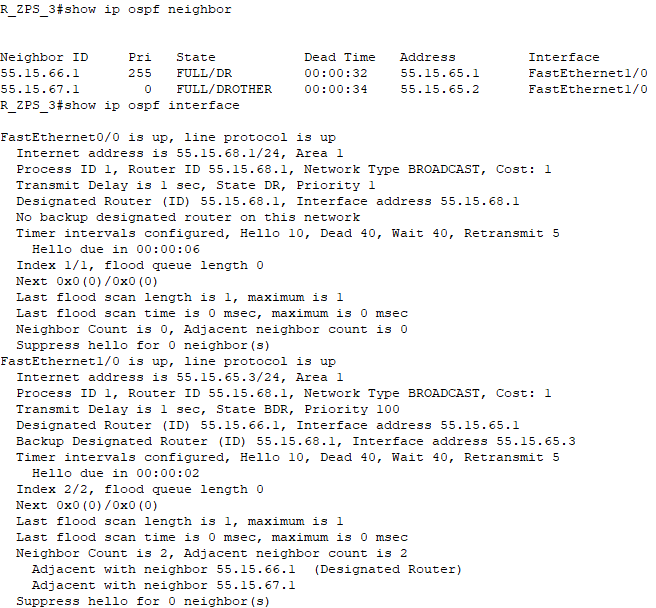 R_ZPS_3#show ip ospf neighbor
Neighbor ID     Pri   State           Dead Time   Address         Interface
55.15.66.1      255   FULL/DR         00:00:32    55.15.65.1      FastEthernet1/0
55.15.67.1        0   FULL/DROTHER    00:00:34    55.15.65.2      FastEthernet1/0
R_ZPS_3#show ip ospf interface
FastEthernet0/0 is up, line protocol is up
  Internet address is 55.15.68.1/24, Area 1
  Process ID 1, Router ID 55.15.68.1, Network Type BROADCAST, Cost: 1
  Transmit Delay is 1 sec, State DR, Priority 1
  Designated Router (ID) 55.15.68.1, Interface address 55.15.68.1
  No backup designated router on this network
  Timer intervals configured, Hello 10, Dead 40, Wait 40, Retransmit 5
    Hello due in 00:00:06
  Index 1/1, flood queue length 0
  Next 0x0(0)/0x0(0)
  Last flood scan length is 1, maximum is 1
  Last flood scan time is 0 msec, maximum is 0 msec
  Neighbor Count is 0, Adjacent neighbor count is 0
  Suppress hello for 0 neighbor(s)
FastEthernet1/0 is up, line protocol is up
  Internet address is 55.15.65.3/24, Area 1
  Process ID 1, Router ID 55.15.68.1, Network Type BROADCAST, Cost: 1
  Transmit Delay is 1 sec, State BDR, Priority 100
  Designated Router (ID) 55.15.66.1, Interface address 55.15.65.1
  Backup Designated Router (ID) 55.15.68.1, Interface address 55.15.65.3
  Timer intervals configured, Hello 10, Dead 40, Wait 40, Retransmit 5
    Hello due in 00:00:02
  Index 2/2, flood queue length 0
  Next 0x0(0)/0x0(0)
  Last flood scan length is 1, maximum is 1
  Last flood scan time is 0 msec, maximum is 0 msec
  Neighbor Count is 2, Adjacent neighbor count is 2
    Adjacent with neighbor 55.15.66.1  (Designated Router)
    Adjacent with neighbor 55.15.67.1
  Suppress hello for 0 neighbor(s)